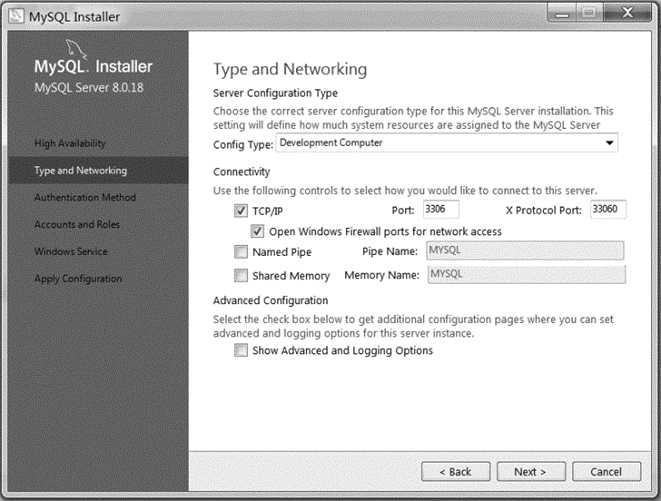 MySQL Installer
MySQL. Installer
MySQL Server 8.0.18
High Availability
Type and Networking
Authentication Method
Accounts and Roles
Windows Service
Apply Configuration
Type and Networking
Server Configuration Type
Choose the correct server configuration type for this MySQL Server installation. This
setting will define how much system resources are assigned to the MySQL Server
Config Type: Development Computer
Connectivity
Use the following controls to select how you would like to connect to this server.
TCP/IP Port: 3306 X Protocol Port: 33060
Open Windows Firewall ports for network access
Named Pipe Pipe Name: MYSQL
Shared Memory Memory Name: MYSQL
Advanced Configuration
Select the check box below to get additional configuration pages where you can set
advanced and logging options for this server instance.
Show Advanced and Logging Options
< Back Next > Cancel